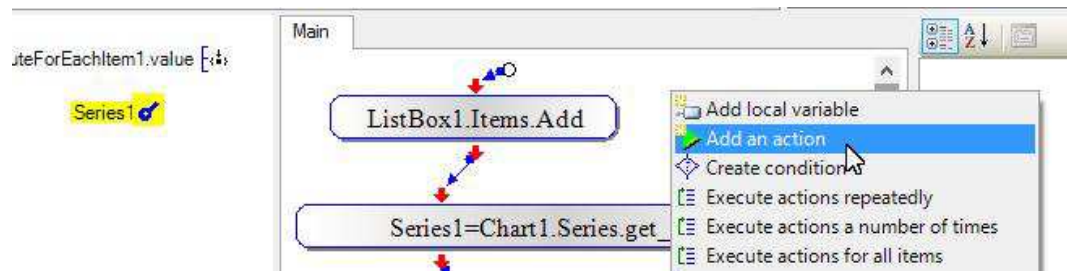 Main
uteForEachItem1.value
Series1
ListBox1.Items.Add
Series1=Chart1.Series.get_
Add local variable
Add an action
Create condition
Execute actions repeatedly
Execute actions a number of times
Execute actions for all items